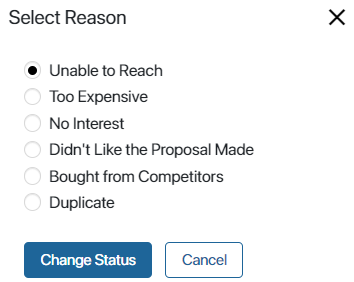 Select Reason
Unable to Reach
Too Expensive
No Interest
Didn't Like the Proposal Made
Bought from Competitors
Duplicate
Change Status Cancel